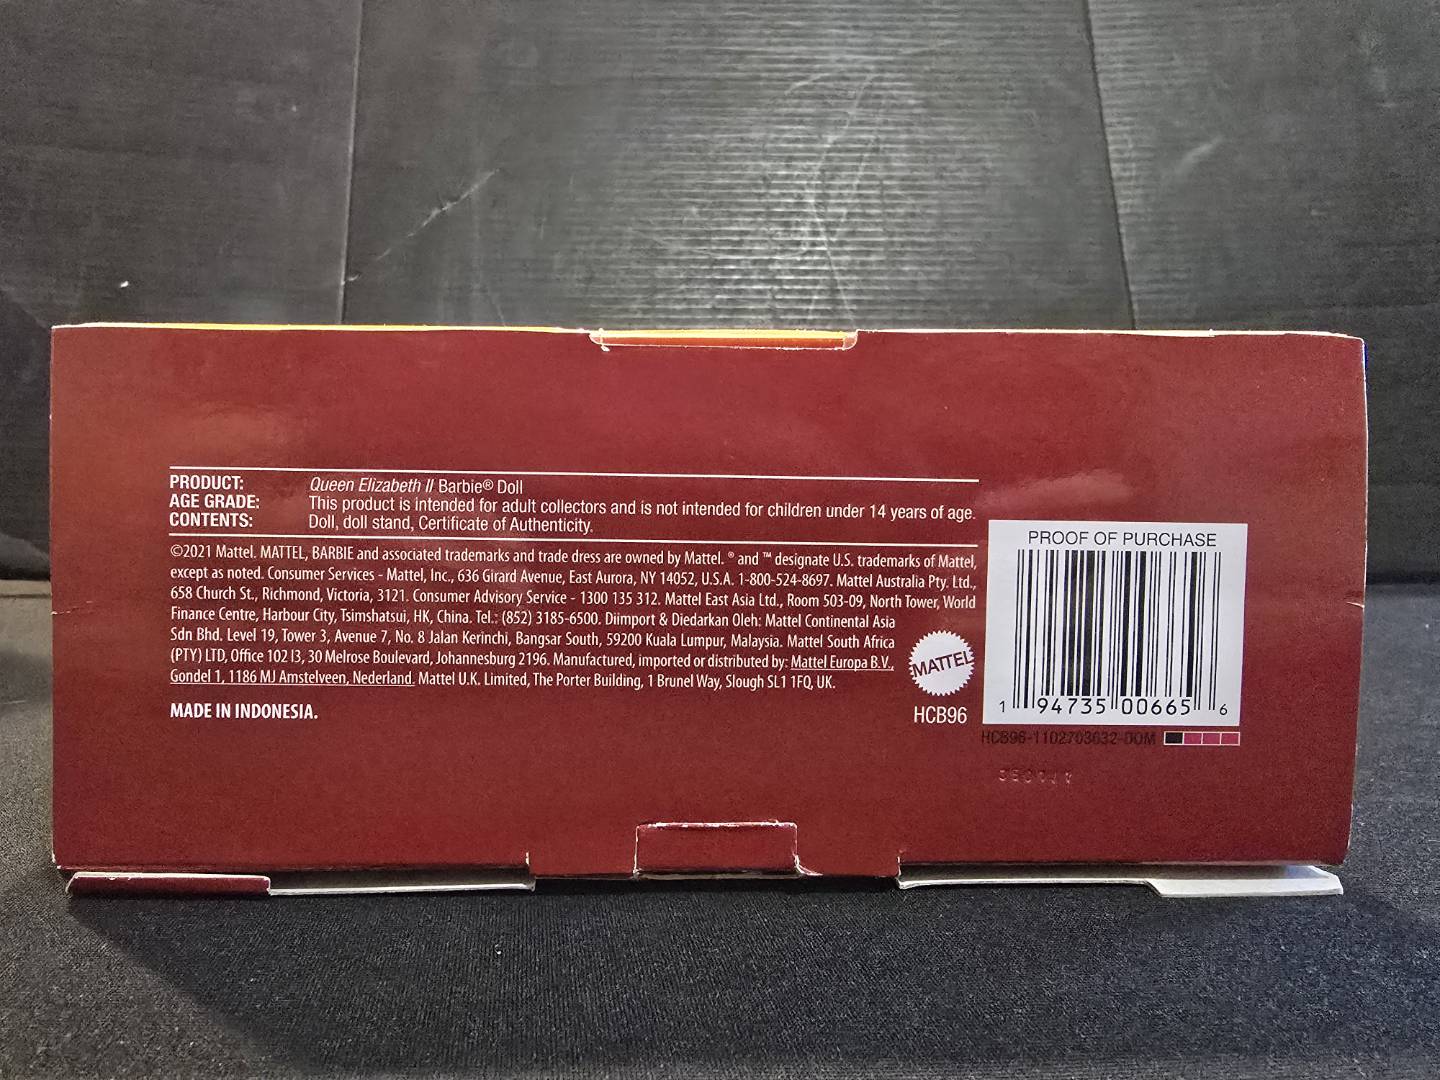 PRODUCT: Queen Elizabeth II Barbie® Doll
AGE GRADE: This product is intended for adult collectors and is not intended for children under 14 years of age.
CONTENTS: Doll, doll stand, Certificate of Authenticity.
©2021 Mattel. MATTEL, BARBIE and associated trademarks and trade dress are owned by Mattel. ® and ™ designate U.S. trademarks of Mattel,
except as noted. Consumer Services - Mattel, Inc., 636 Girard Avenue, East Aurora, NY 14052, U.S.A. 1-800-524-8697. Mattel Australia Pty. Ltd.,
658 Church St., Richmond, Victoria, 3121. Consumer Advisory Service - 1300 135 312. Mattel East Asia Ltd., Room 503-09, North Tower, World
Finance Centre, Harbour City, Tsimshatsui, HK, China. Tel.: (852) 3185-6500. Diimport & Diedarkan Oleh: Mattel Continental Asia
Sdn Bhd. Level 19, Tower 3, Avenue 7, No. 8 Jalan Kerinchi, Bangsar South, 59200 Kuala Lumpur, Malaysia. Mattel South Africa
(PTY) LTD, Office 102 I3, 30 Melrose Boulevard, Johannesburg 2196. Manufactured, imported or distributed by: Mattel Europa B.V.,
Gondel 1, 1186 MJ Amstelveen, Nederland. Mattel U.K. Limited, The Porter Building, 1 Brunel Way, Slough SL1 1FQ, UK.
MADE IN INDONESIA.
MATTEL
HCB96
PROOF OF PURCHASE
1 94735 00665 6
HCB96-1102703632-DOM